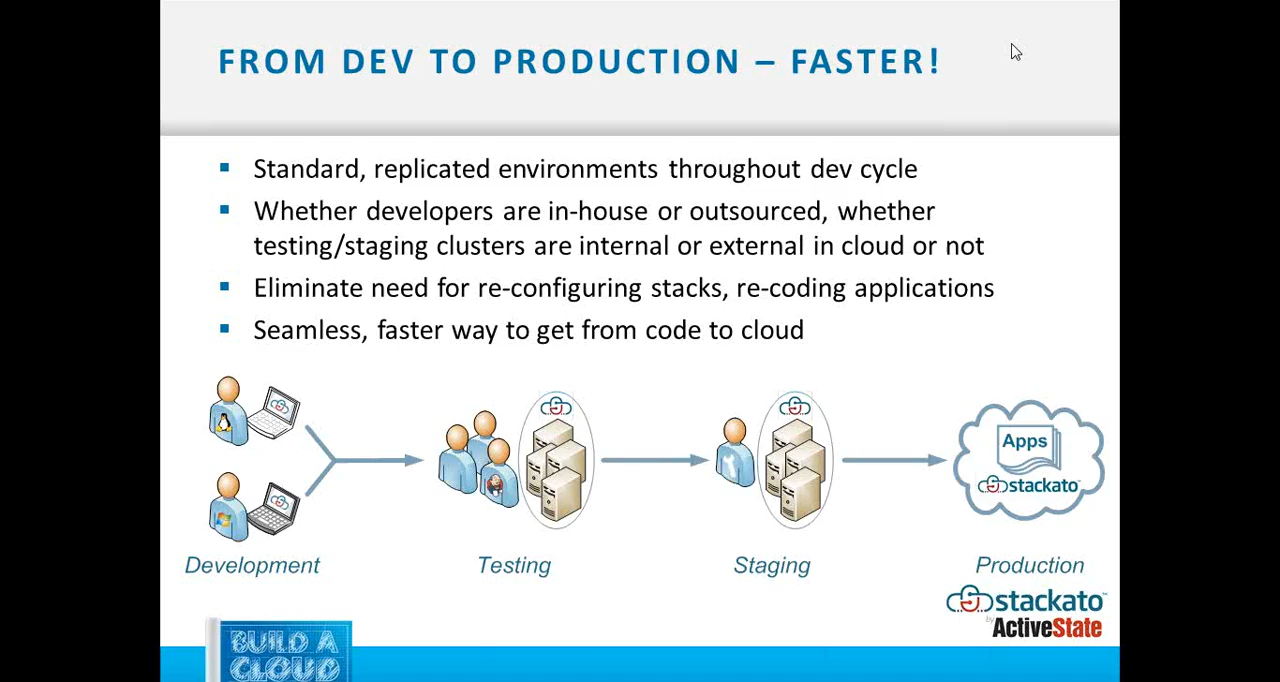 FROM DEV TO PRODUCTION – FASTER!
Standard, replicated environments throughout dev cycle
Whether developers are in-house or outsourced, whether
testing/staging clusters are internal or external in cloud or not
Eliminate need for re-configuring stacks, re-coding applications
Seamless, faster way to get from code to cloud
Apps
stackato
Development
Testing
Staging
Production
stackato™
by ActiveState
BUILD A
CLOUD